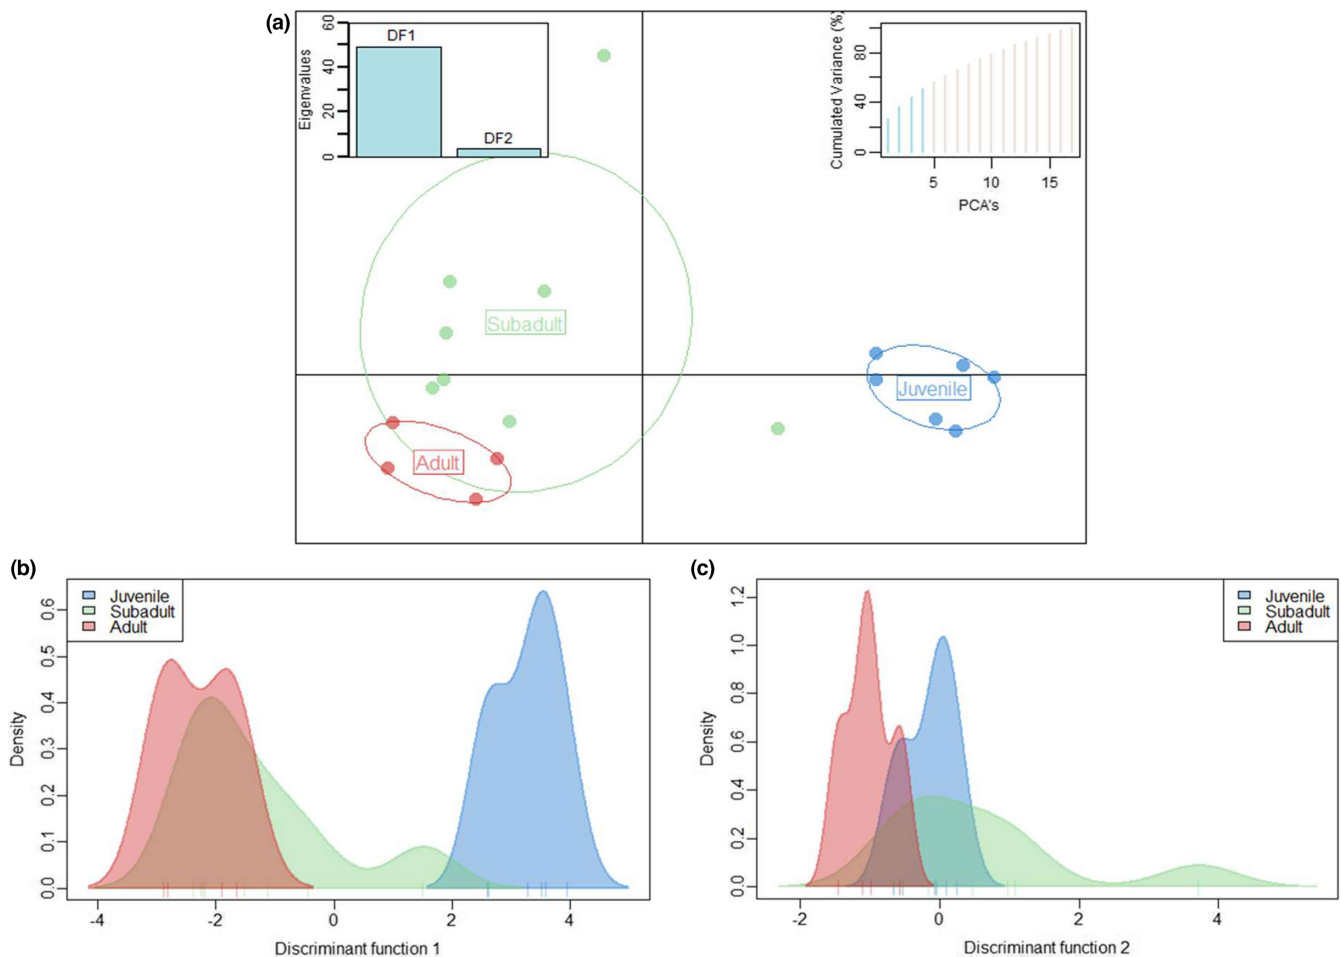 (a)
60
40
20
0
Eigenvalues
DF1
DF2
Cumulated Variance (%)
80
40
0
5 10 15
PCA's
Subadult
Juvenile
Adult
(b)
Juvenile
Subadult
Adult
0.6
0.5
0.4
0.3
0.2
0.1
0.0
Density
-4 -2 0 2 4
Discriminant function 1
(c)
Juvenile
Subadult
Adult
1.2
1.0
0.8
0.6
0.4
0.2
0.0
Density
-2 0 2 4
Discriminant function 2